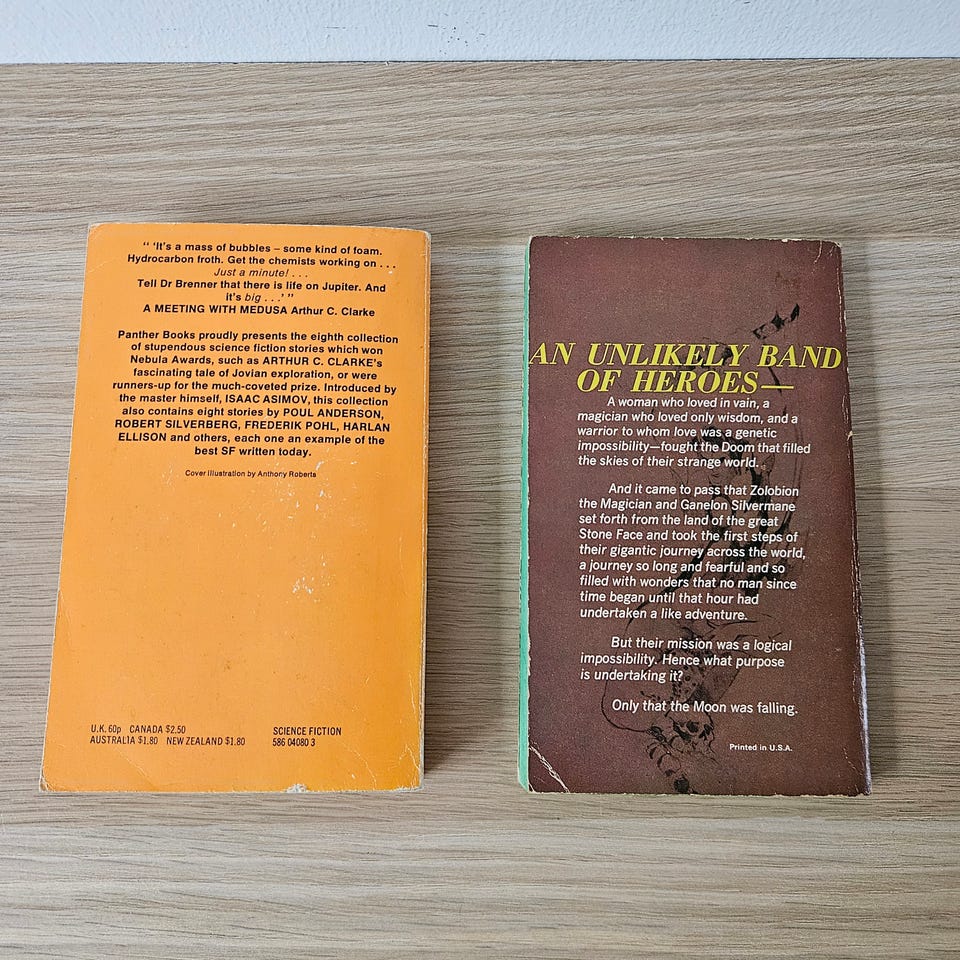 “ ‘It's a mass of bubbles – some kind of foam.
Hydrocarbon froth. Get the chemists working on . . .
Just a minute! . . .
Tell Dr Brenner that there is life on Jupiter. And
it's big . . .’ ”
A MEETING WITH MEDUSA Arthur C. Clarke
Panther Books proudly presents the eighth collection
of stupendous science fiction stories which won
Nebula Awards, such as ARTHUR C. CLARKE's
fascinating tale of Jovian exploration, or were
runners-up for the much-coveted prize. Introduced by
the master himself, ISAAC ASIMOV, this collection
also contains eight stories by POUL ANDERSON,
ROBERT SILVERBERG, FREDERIK POHL, HARLAN
ELLISON and others, each one an example of the
best SF written today.
Cover illustration by Anthony Roberts
U.K. 60p CANADA $2.50
AUSTRALIA $1.80 NEW ZEALAND $1.80
SCIENCE FICTION
586 04080 3
AN UNLIKELY BAND
OF HEROES—
A woman who loved in vain, a
magician who loved only wisdom, and a
warrior to whom love was a genetic
impossibility—fought the Doom that filled
the skies of their strange world.
And it came to pass that Zolobion
the Magician and Ganelon Silvermane
set forth from the land of the great
Stone Face and took the first steps of
their gigantic journey across the world,
a journey so long and fearful and so
filled with wonders that no man since
time began until that hour had
undertaken a like adventure.
But their mission was a logical
impossibility. Hence what purpose
is undertaking it?
Only that the Moon was falling.
Printed in U.S.A.